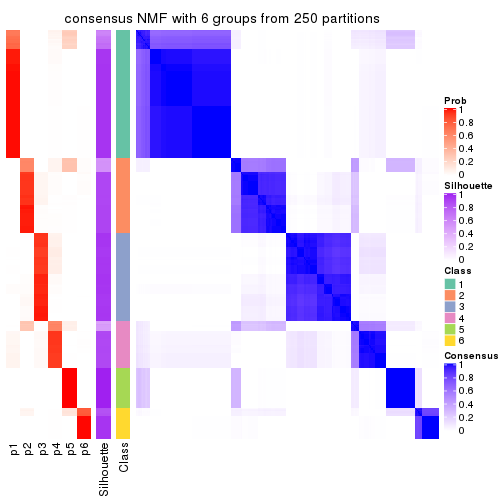 consensus NMF with 6 groups from 250 partitions
Prob
1
0.8
0.6
0.4
0.2
0
Silhouette
1
0.8
0.6
0.4
0.2
0
Class
1
2
3
4
5
6
Consensus
1
0.8
0.6
0.4
0.2
0
p1
p2
p3
p4
p5
p6
Silhouette
Class